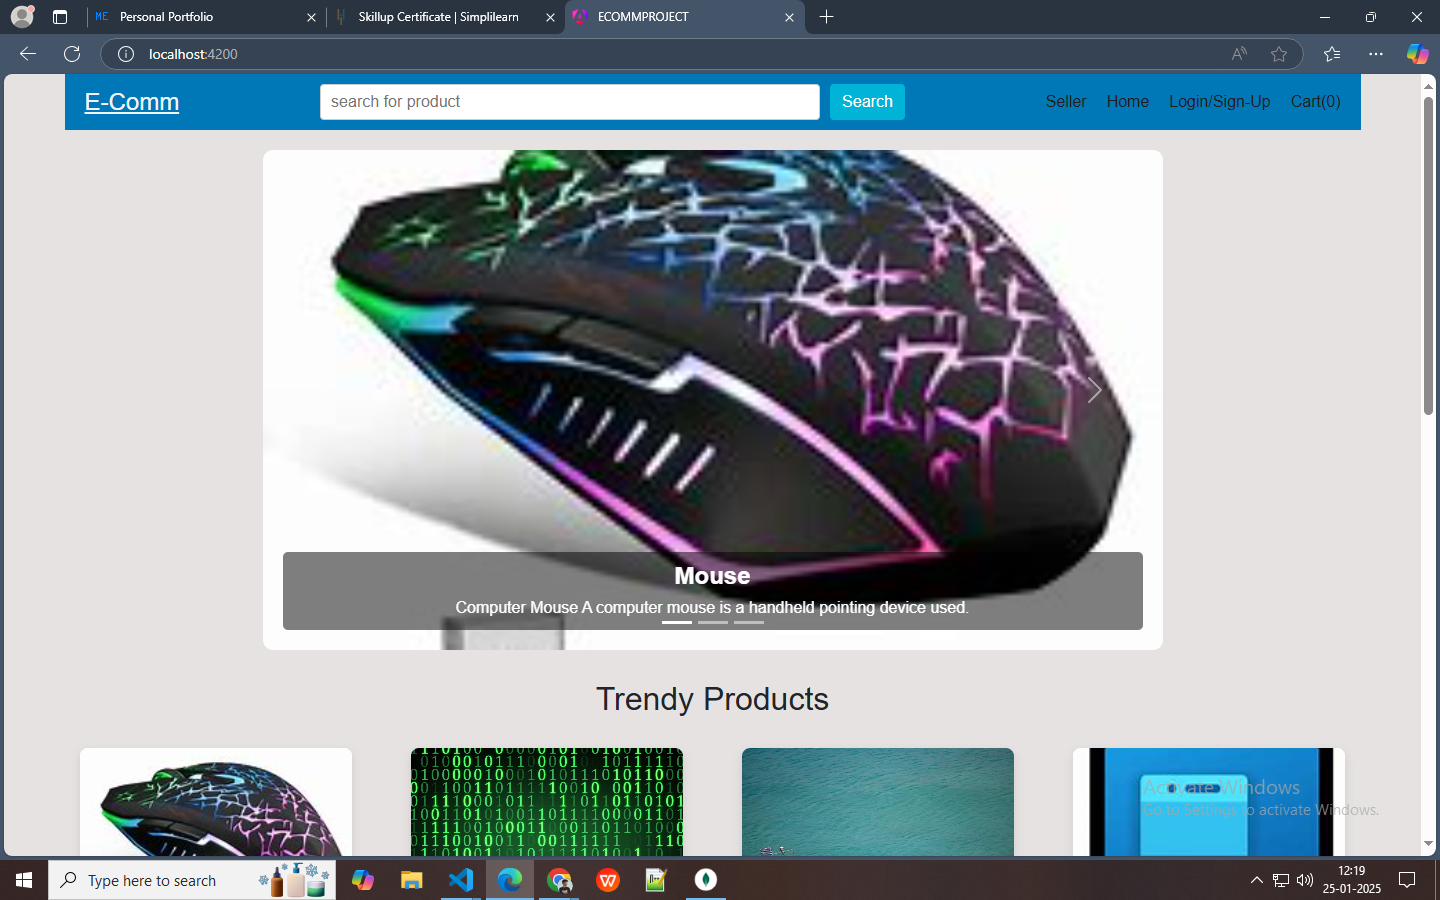 ME Personal Portfolio
Skillup Certificate | Simplilearn
ECOMMPROJECT
localhost:4200
E-Comm
search for product
Search
Seller
Home
Login/Sign-Up
Cart(0)
Mouse
Computer Mouse A computer mouse is a handheld pointing device used.
Trendy Products
Activate Windows
Go to Settings to activate Windows.
Type here to search
12:19
25-01-2025